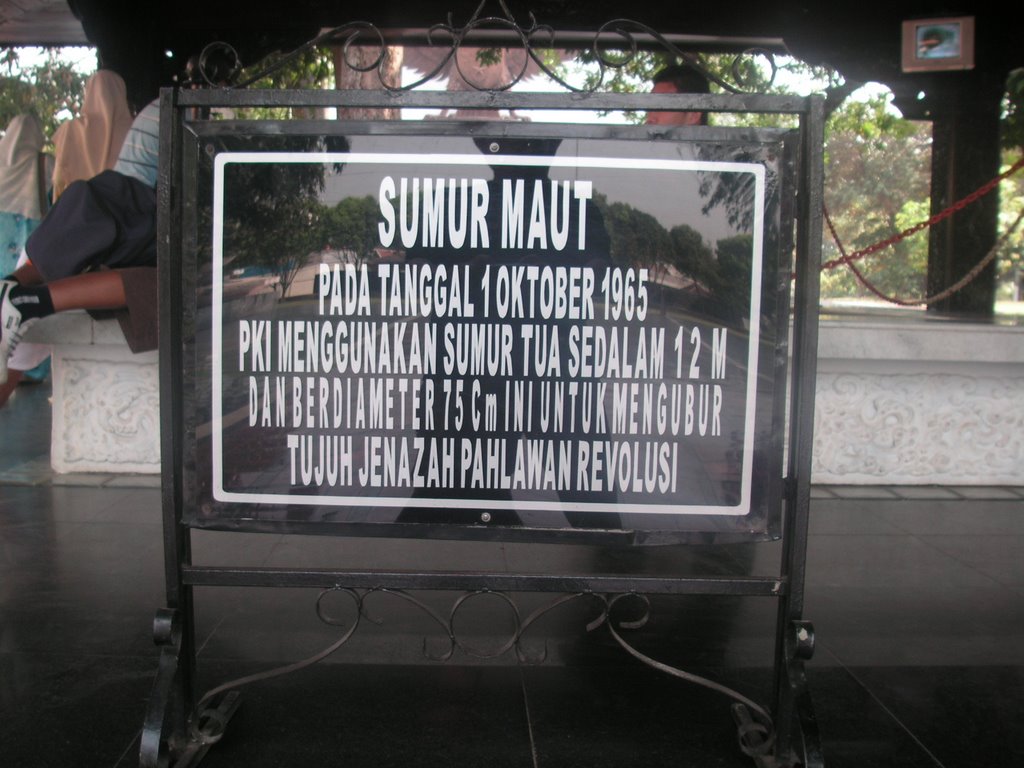 SUMUR MAUT
PADA TANGGAL 1 OKTOBER 1965
PKI MENGGUNAKAN SUMUR TUA SEDALAM 12 M
DAN BERDIAMETER 75 Cm INI UNTUK MENGUBUR
TUJUH JENAZAH PAHLAWAN REVOLUSI